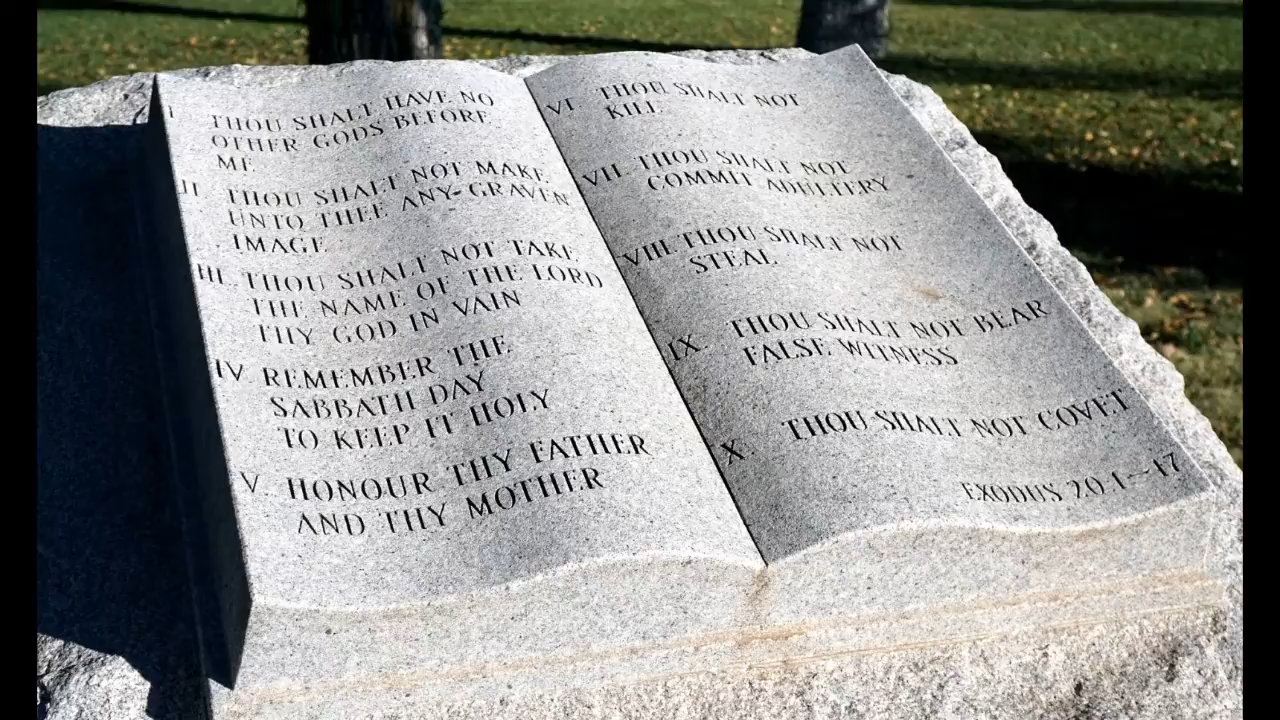 I THOU SHALT HAVE NO
OTHER GODS BEFORE
ME
II THOU SHALT NOT MAKE
UNTO THEE ANY-GRAVEN
IMAGE
III. THOU SHALT NOT TAKE
THE NAME OF THE LORD
THY GOD IN VAIN
IV REMEMBER THE
SABBATH DAY
TO KEEP IT HOLY
V. HONOUR THY FATHER
AND THY MOTHER
VI THOU SHALT NOT
KILL
VII THOU SHALT NOT
COMMIT ADULTERY
VIII THOU SHALT NOT
STEAL
IX THOU SHALT NOT BEAR
FALSE WITNESS
X. THOU SHALT NOT COVET
EXODUS 20.1–17